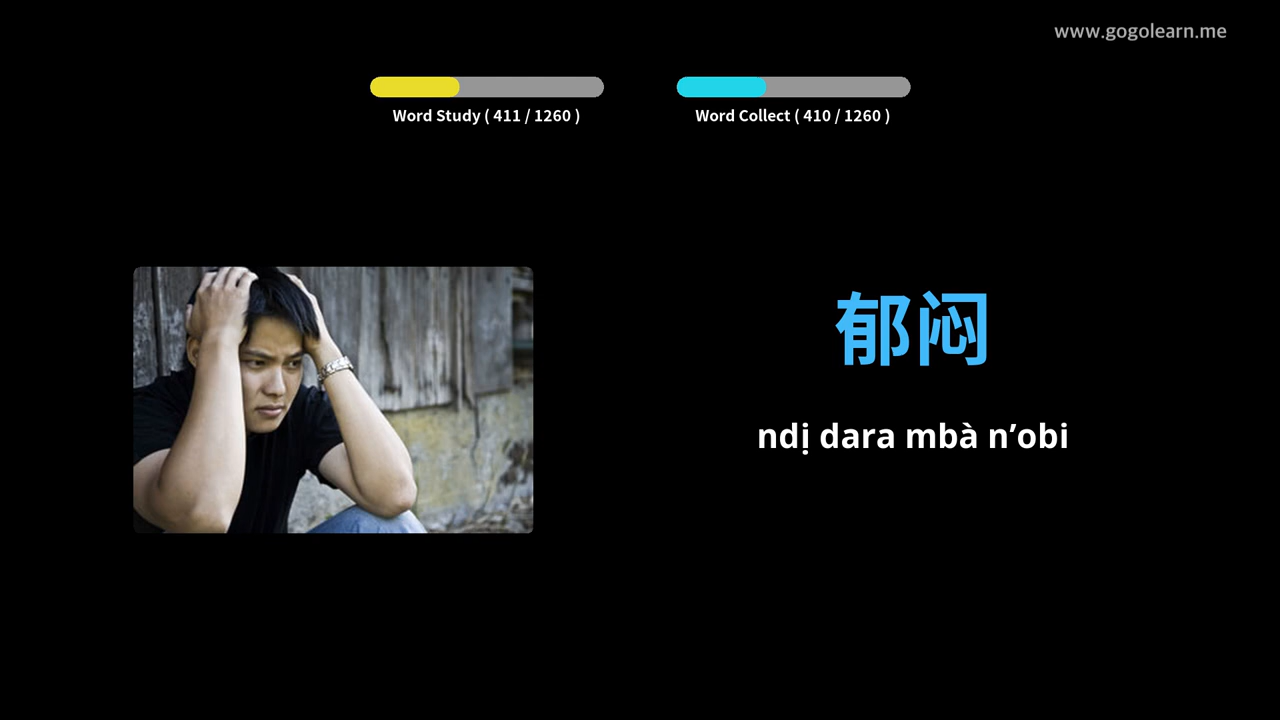 www.gogolearn.me
Word Study ( 411 / 1260 )
Word Collect ( 410 / 1260 )
郁闷
ndị dara mbà n’obi